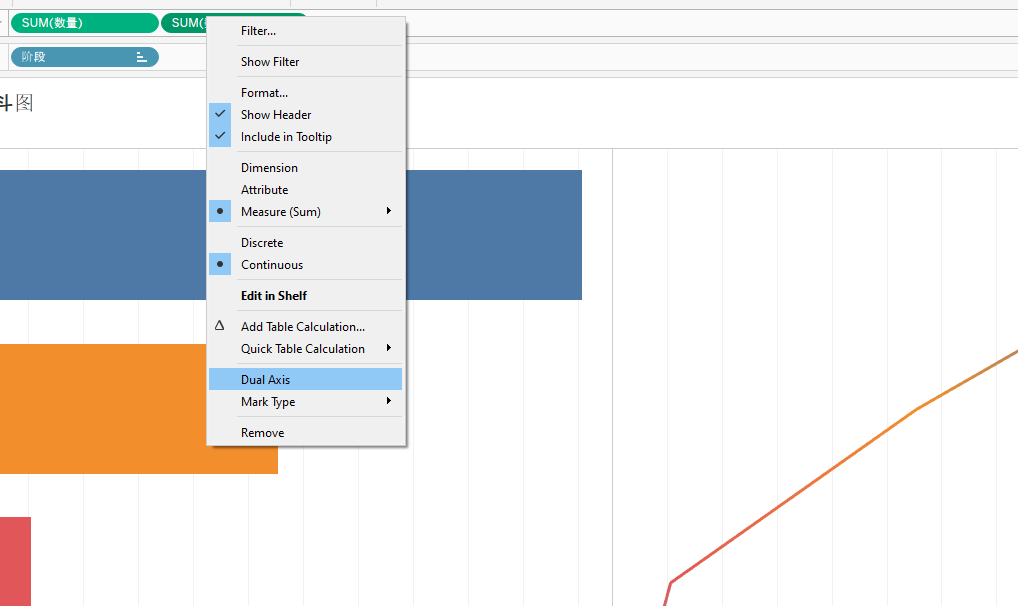 SUM(数量)
SUM(
阶段
斗图
Filter...
Show Filter
Format...
Show Header
Include in Tooltip
Dimension
Attribute
Measure (Sum)
Discrete
Continuous
Edit in Shelf
Add Table Calculation...
Quick Table Calculation
Dual Axis
Mark Type
Remove